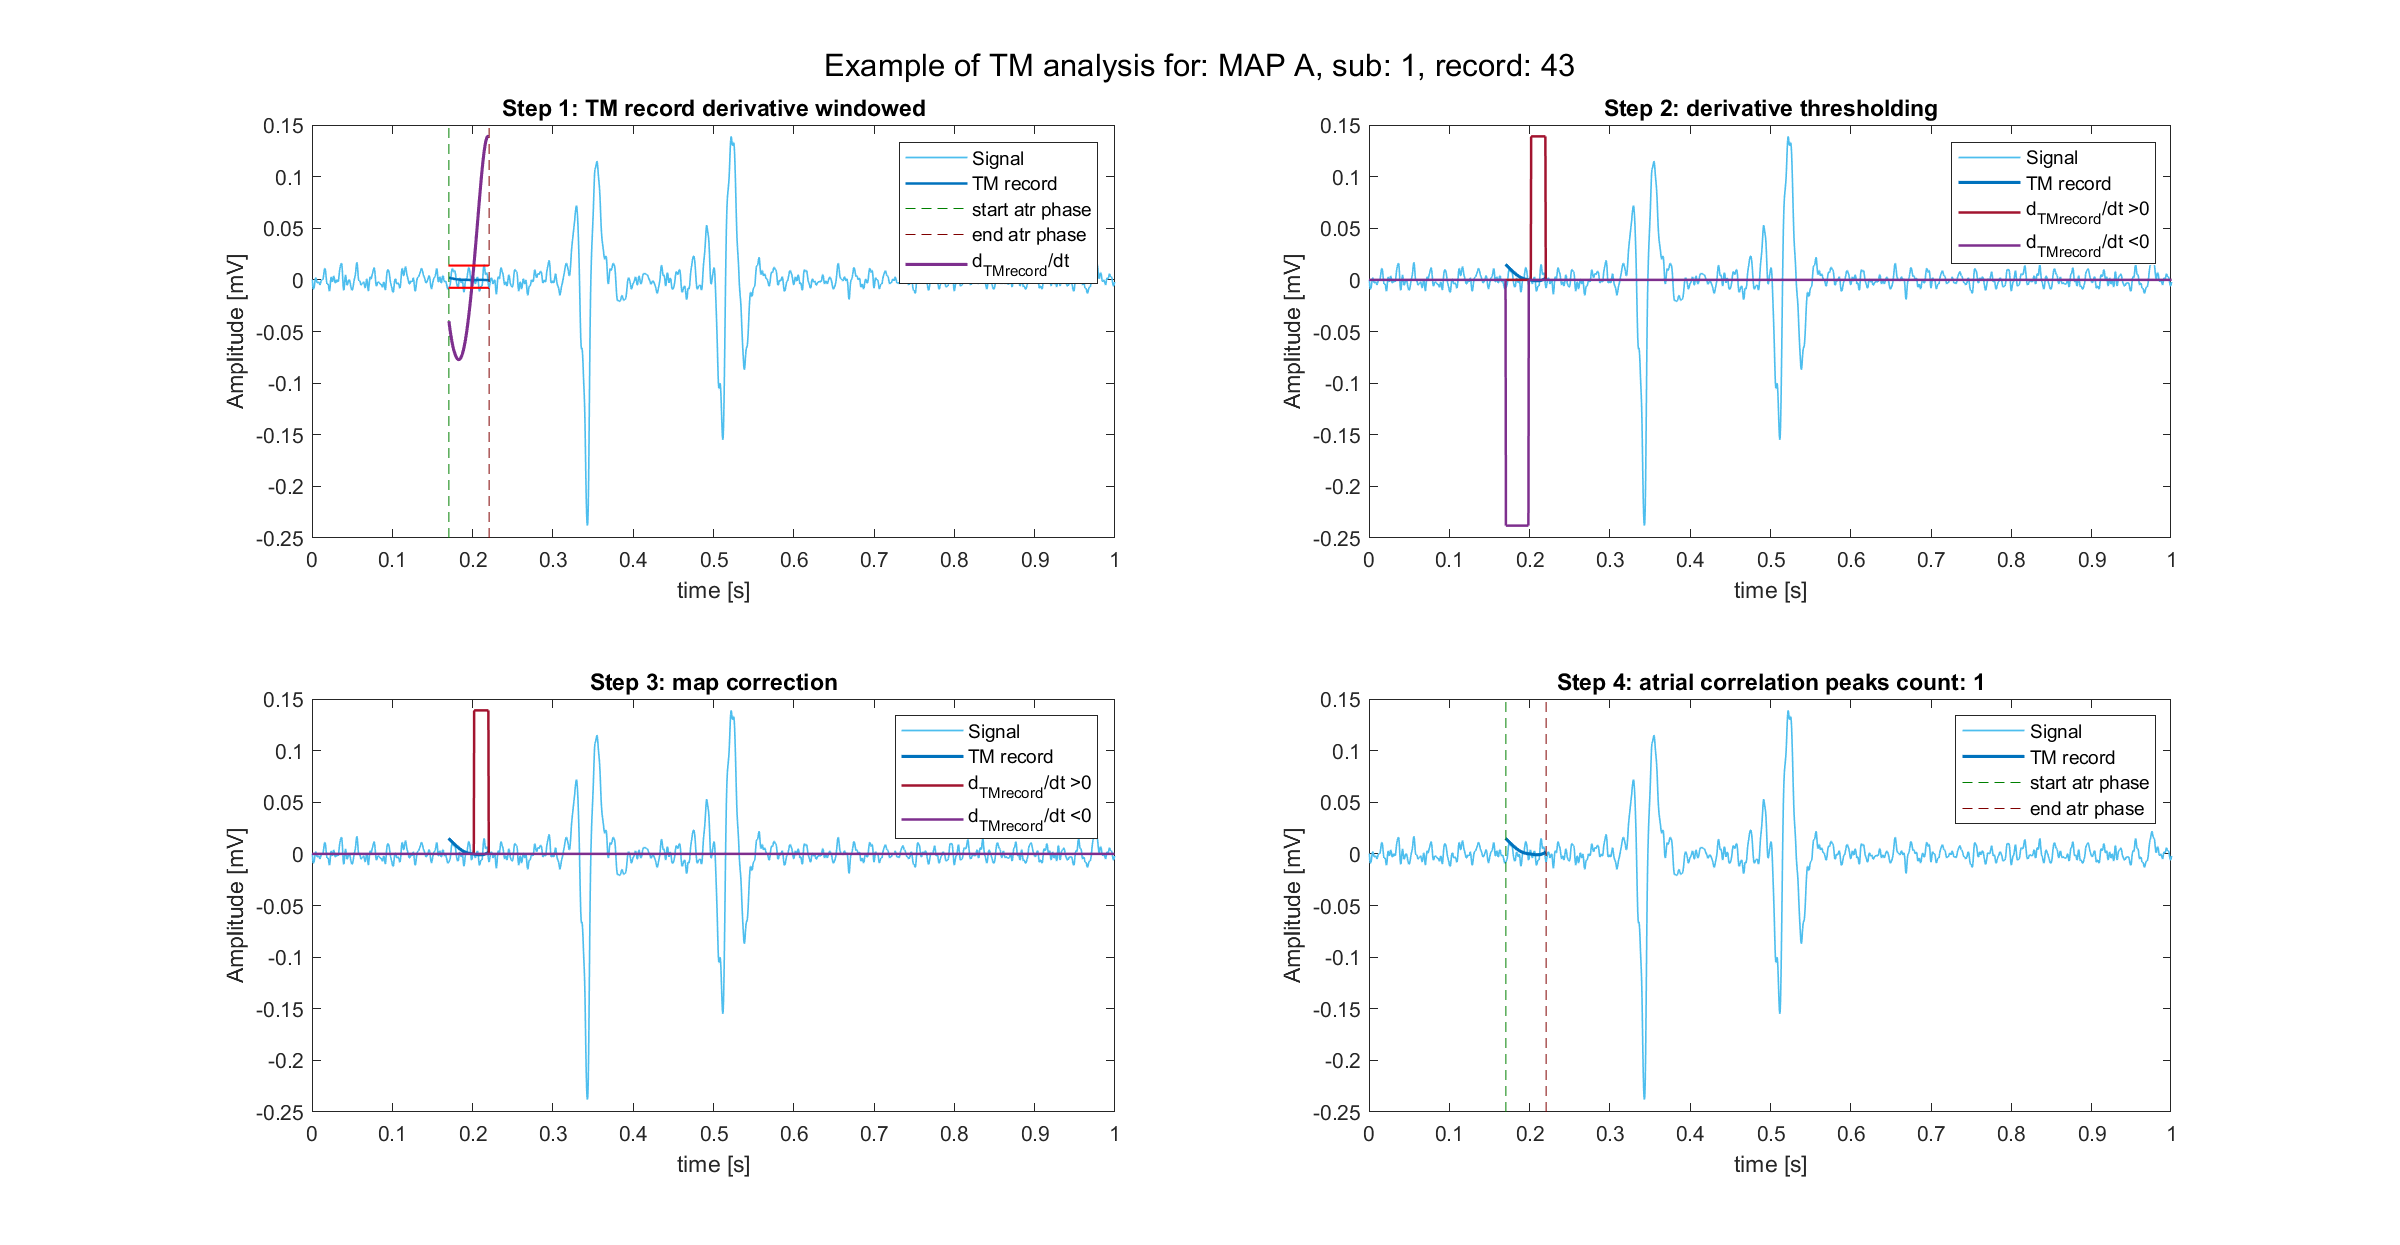 Example of TM analysis for: MAP A, sub: 1, record: 43
Step 1: TM record derivative windowed
0.15
0.1
0.05
0
-0.05
-0.1
-0.15
-0.2
-0.25
Amplitude [mV]
0 0.1 0.2 0.3 0.4 0.5 0.6 0.7 0.8 0.9 1
time [s]
Signal
TM record
start atr phase
end atr phase
d_TMrecord/dt
Step 2: derivative thresholding
0.15
0.1
0.05
0
-0.05
-0.1
-0.15
-0.2
-0.25
Amplitude [mV]
0 0.1 0.2 0.3 0.4 0.5 0.6 0.7 0.8 0.9 1
time [s]
Signal
TM record
d_TMrecord/dt >0
d_TMrecord/dt <0
Step 3: map correction
0.15
0.1
0.05
0
-0.05
-0.1
-0.15
-0.2
-0.25
Amplitude [mV]
0 0.1 0.2 0.3 0.4 0.5 0.6 0.7 0.8 0.9 1
time [s]
Signal
TM record
d_TMrecord/dt >0
d_TMrecord/dt <0
Step 4: atrial correlation peaks count: 1
0.15
0.1
0.05
0
-0.05
-0.1
-0.15
-0.2
-0.25
Amplitude [mV]
0 0.1 0.2 0.3 0.4 0.5 0.6 0.7 0.8 0.9 1
time [s]
Signal
TM record
start atr phase
end atr phase